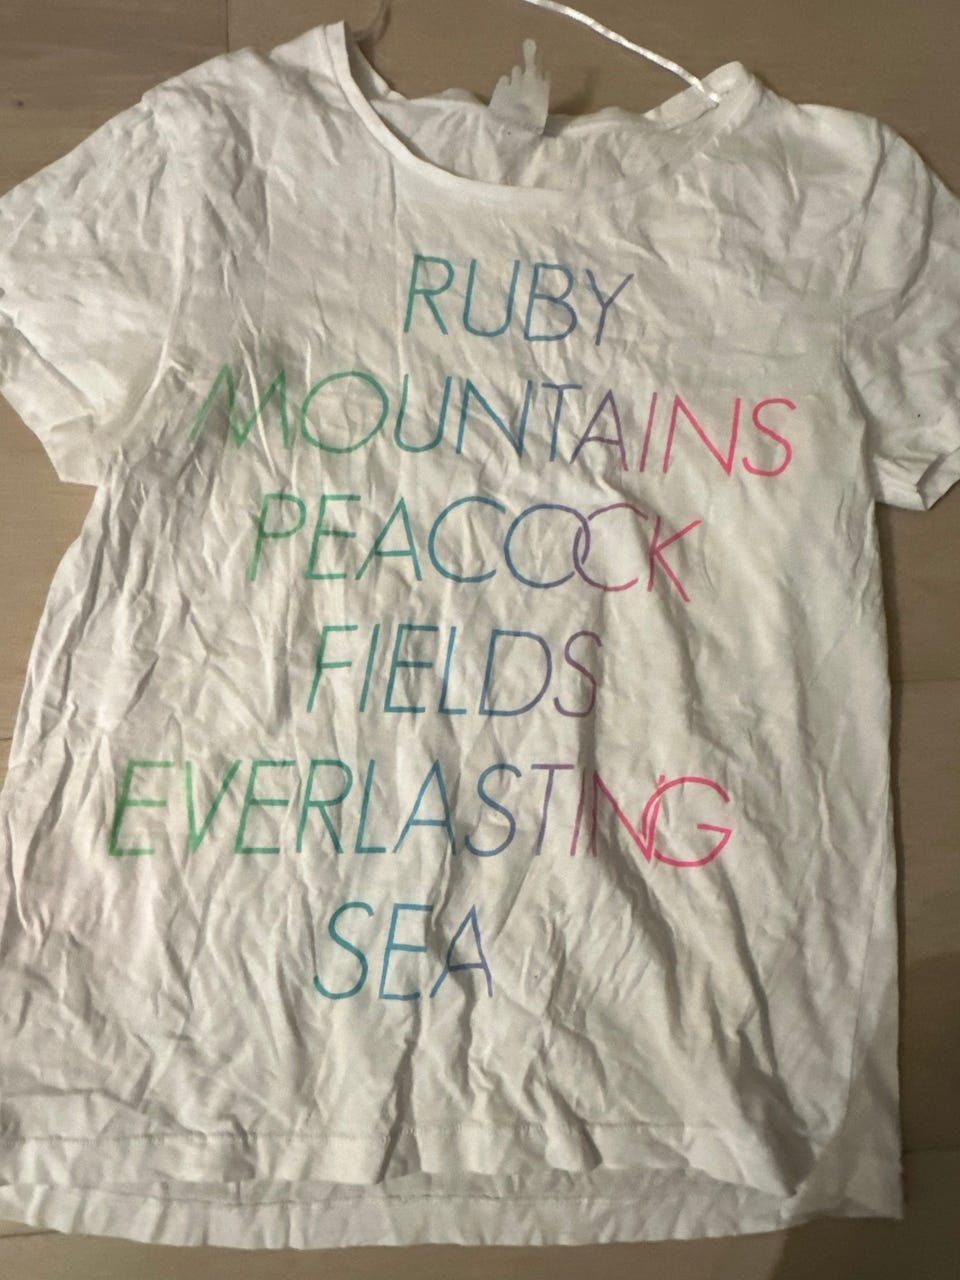 RUBY
MOUNTAINS
PEACOCK
FIELDS
EVERLASTING
SEA